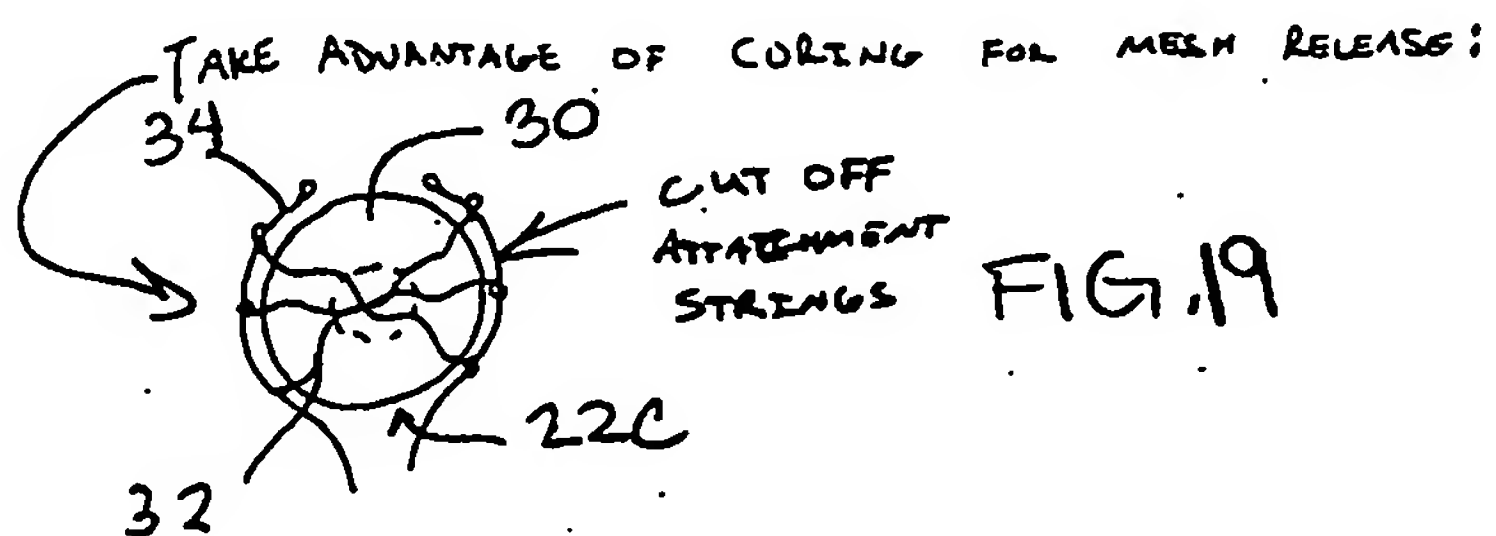 TAKE ADVANTAGE OF CURING FOR MESH RELEASE:
34
30
CUT OFF
ATTACHMENT
STRINGS
FIG.19
22C
32